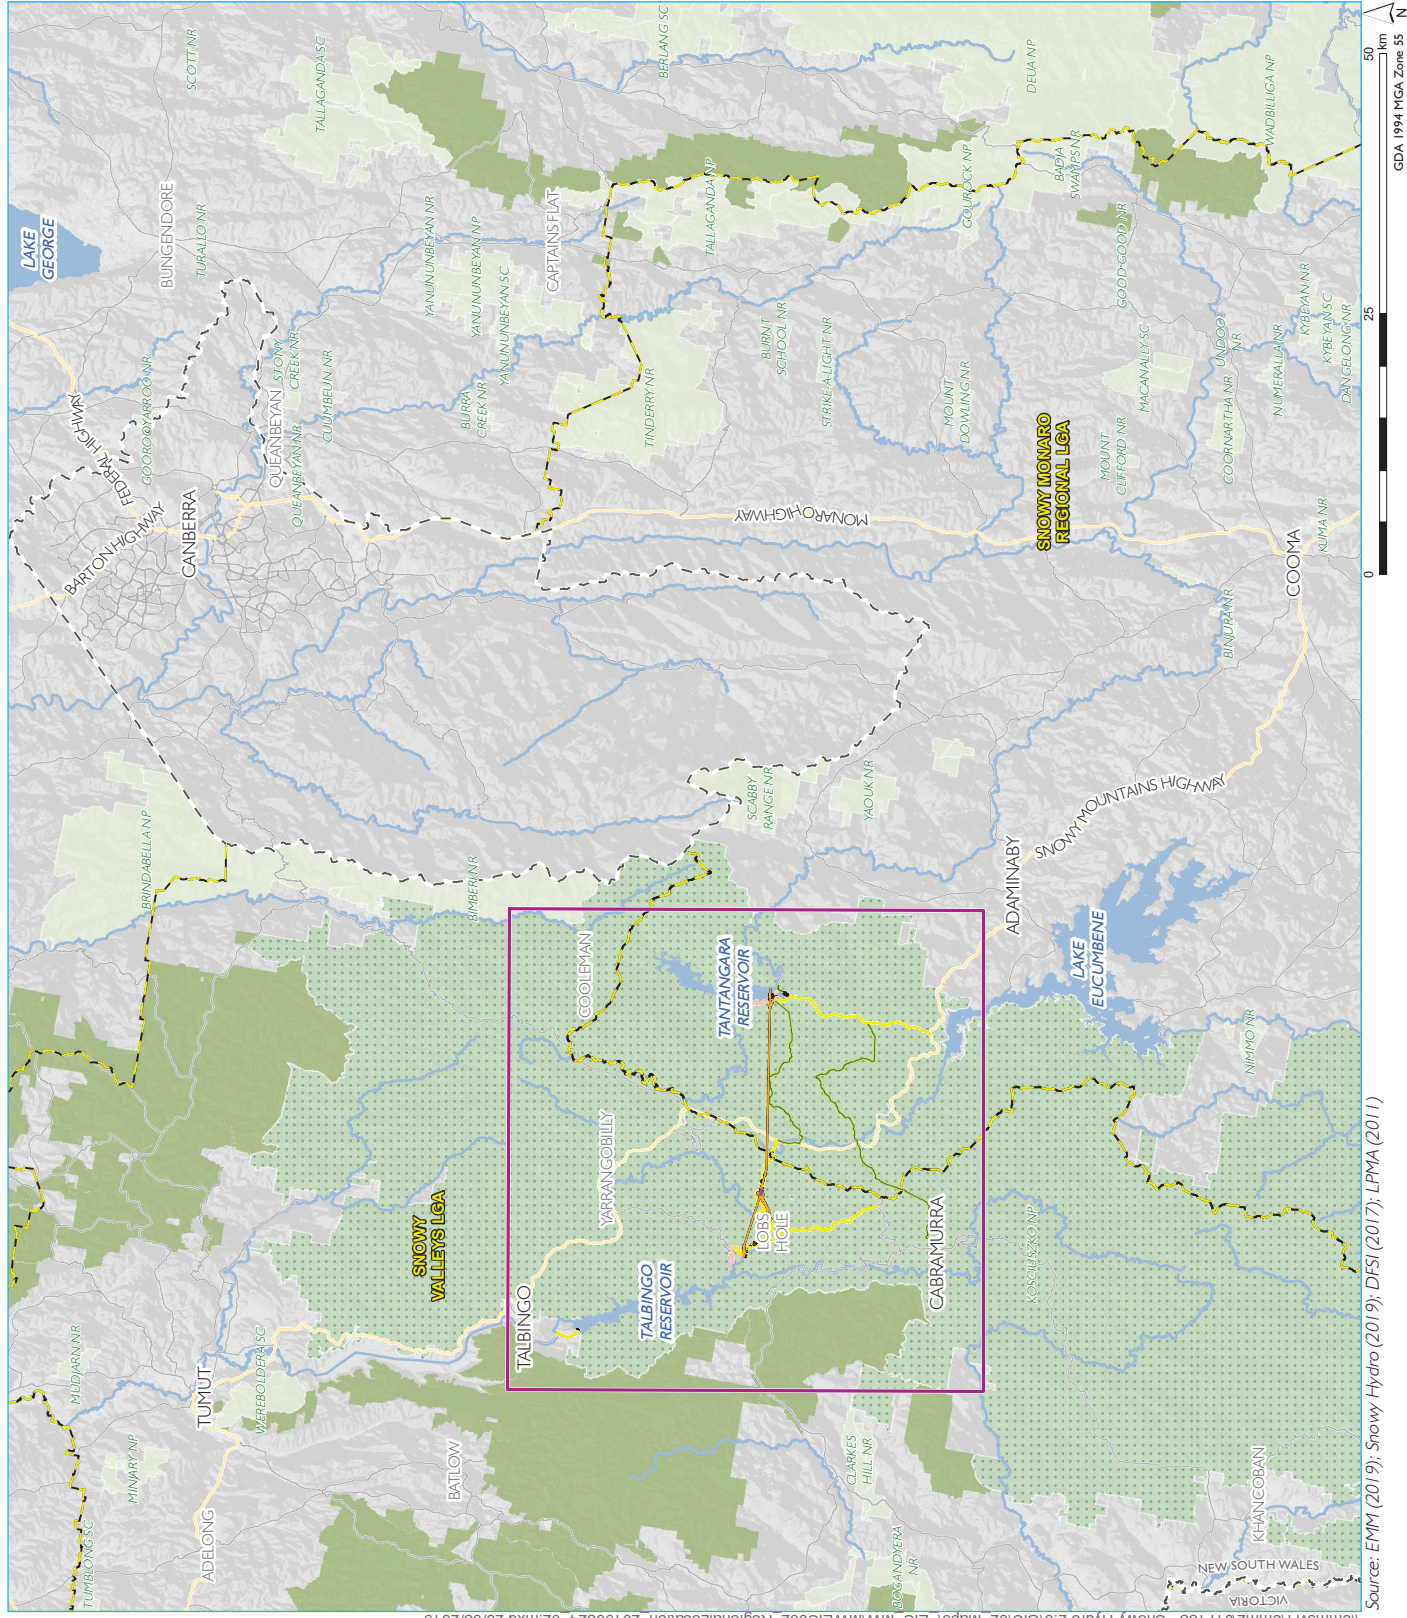 LAKE
GEORGE
SCOTT NR
BUNGENDORE
TURALLO NR
TALLAGANDA SC
BERLANG SC
DEUA NP
WADBILLIGA NP
FEDERAL HIGHWAY
BARTON HIGHWAY
GOOROOYARROO NR
CANBERRA
QUEANBEYAN
STONY
CREEK NR
QUEANBEYAN NR
CUUMBEUN NR
YANUNUNBEYAN NR
YANUNUNBEYAN NP
YANUNUNBEYAN SC
BURRA
CREEK NR
CAPTAINS FLAT
TINDERRY NR
TALLAGANDA NP
BURNT
SCHOOL NR
STRIKE-A-LIGHT NR
GOUROCK NP
BADJA
SWAMPS NR
MOUNT
DOWLING NR
GOOD GOOD NR
MACANALLY SC
MOUNT
CLIFFORD NR
SNOWY MONARO
REGIONAL LGA
MONARO HIGHWAY
UNDOO
NR
COORNARTHA NR
NUMERALLA NR
KYBEYAN NR
KYBEYAN SC
DANGELONG NR
KUMA NR
COOMA
BINJURA NR
SNOWY MOUNTAINS HIGHWAY
BRINDABELLA NP
BIMBERI NR
SCABBY
RANGE NR
YAOUK NR
ADAMINABY
LAKE
EUCUMBENE
COOLEMAN
TANTANGARA
RESERVOIR
NIMMO NR
YARRANGOBILLY
LOBS
HOLE
CABRAMURRA
KOSCIUSZKO NP
SNOWY
VALLEYS LGA
TALBINGO
TALBINGO
RESERVOIR
MUDJARN NR
TUMUT
WEREBOLDERA SC
MINJARY NP
BATLOW
CLARKES
HILL NR
ADELONG
TUMBLONG SC
BOGANDYERA
NR
KHANCOBAN
NEW SOUTH WALES
VICTORIA
0
25
50
km
N
GDA 1994 MGA Zone 55
Source: EMM (2019); Snowy Hydro (2019); DFSI (2017); LPMA (2011)